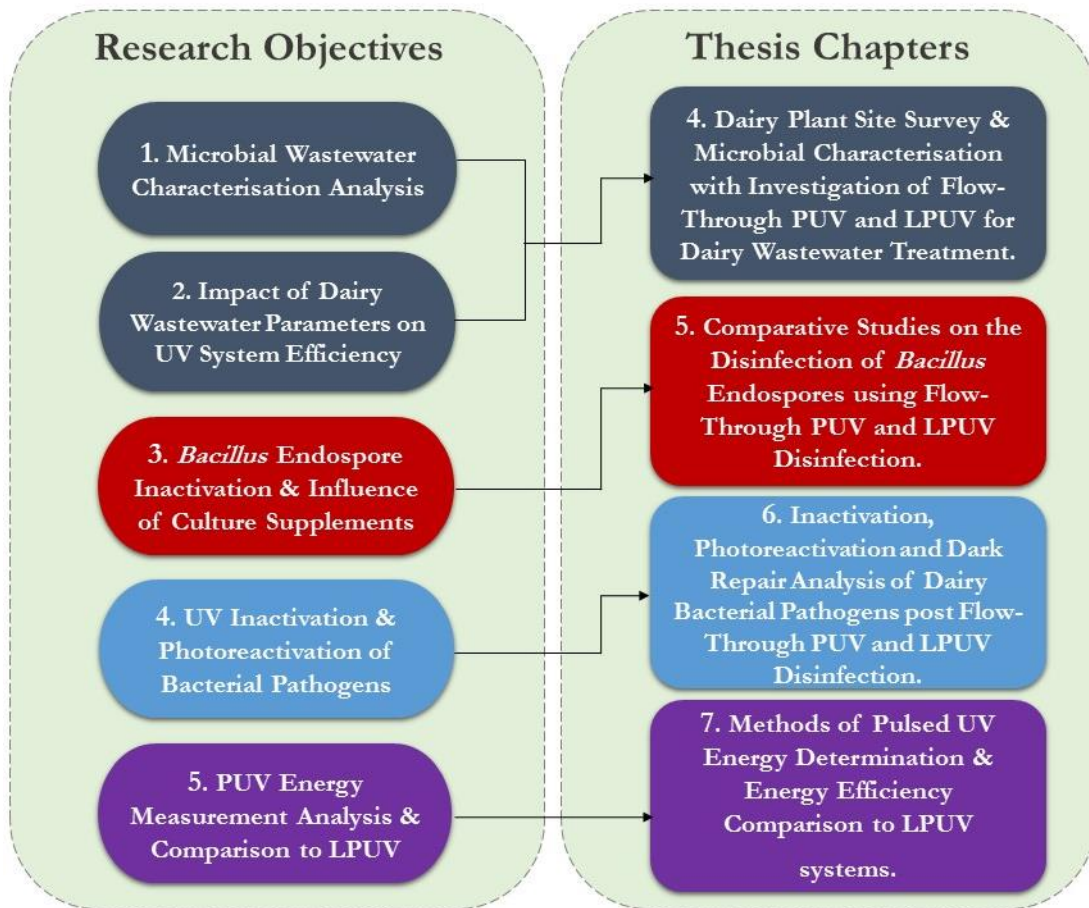 Research Objectives
1. Microbial Wastewater
Characterisation Analysis
2. Impact of Dairy
Wastewater Parameters on
UV System Efficiency
3. Bacillus Endospore
Inactivation & Influence
of Culture Supplements
4. UV Inactivation &
Photoreactivation of
Bacterial Pathogens
5. PUV Energy
Measurement Analysis &
Comparison to LPUV
Thesis Chapters
4. Dairy Plant Site Survey &
Microbial Characterisation
with Investigation of Flow-
Through PUV and LPUV for
Dairy Wastewater Treatment.
5. Comparative Studies on the
Disinfection of Bacillus
Endospores using Flow-
Through PUV and LPUV
Disinfection.
6. Inactivation,
Photoreactivation and Dark
Repair Analysis of Dairy
Bacterial Pathogens post Flow-
Through PUV and LPUV
Disinfection.
7. Methods of Pulsed UV
Energy Determination &
Energy Efficiency
Comparison to LPUV
systems.